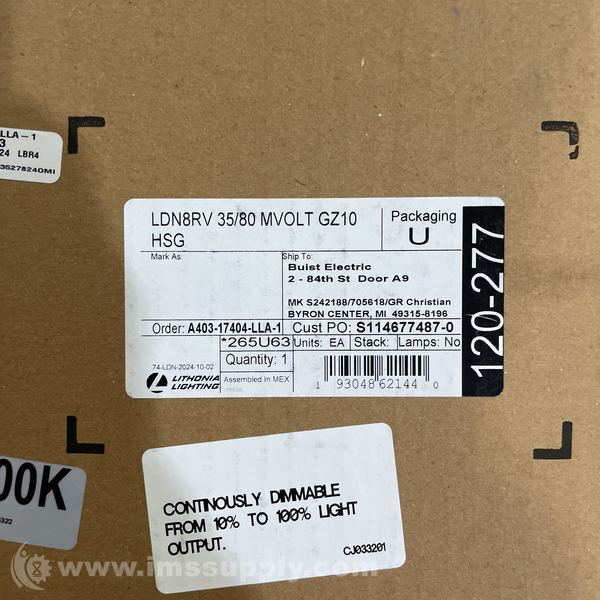 LLA-1
3
24 LBR4
35278240MI
LDN8RV 35/80 MVOLT GZ10
HSG
Packaging
U
120-277
Mark As:
Ship To:
Buist Electric
2 - 84th St Door A9
MK S242188/705618/GR Christian
BYRON CENTER, MI 49315-8196
Order: A403-17404-LLA-1
Cust PO: S114677487-0
*265U63
Units: EA
Stack:
Lamps: No
Quantity: 1
74-LDN-2024-10-02
LITHONIA
LIGHTING
Assembled In MEX
1 93048 62144 0
00K
5322
CONTINOUSLY DIMMABLE
FROM 10% TO 100% LIGHT
OUTPUT.
CJ033201
www.imssupply.com